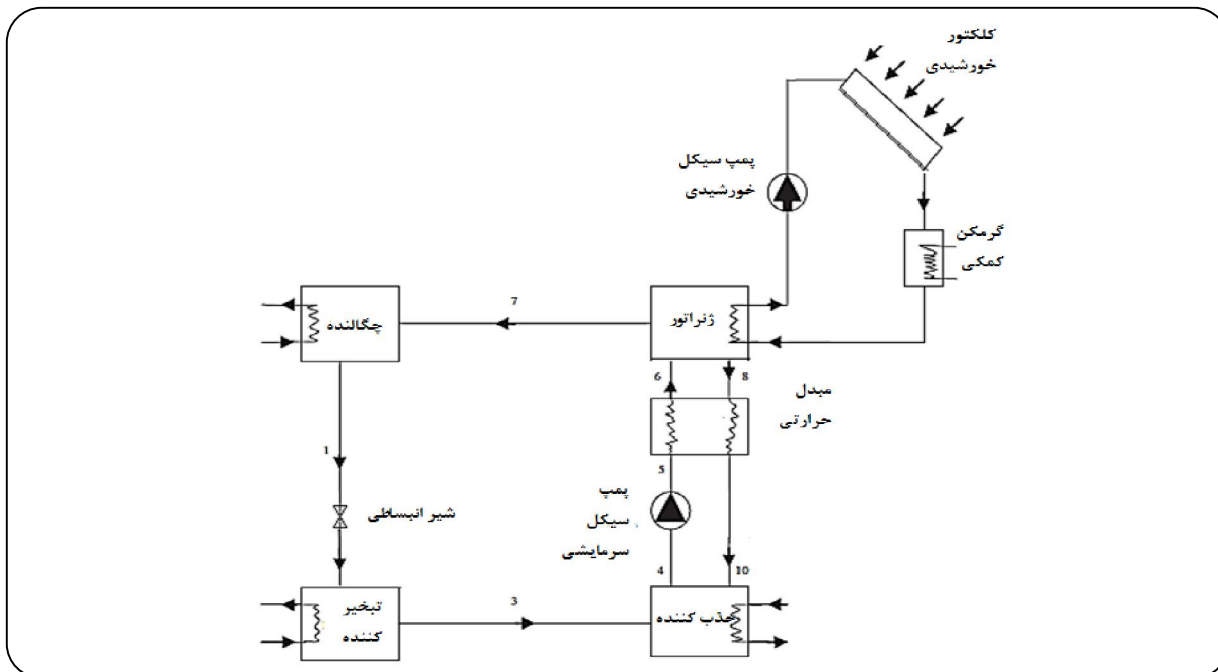 کلکتور
خورشیدی
پمپ سیکل
خورشیدی
گرمکن
کمکی
7
چگالنده
ژنراتور
6
8
مبدل
حرارتی
1
5
شیر انبساطی
پمپ
سیکل
سرمایشی
4
10
3
تبخیر
کننده
جذب کننده